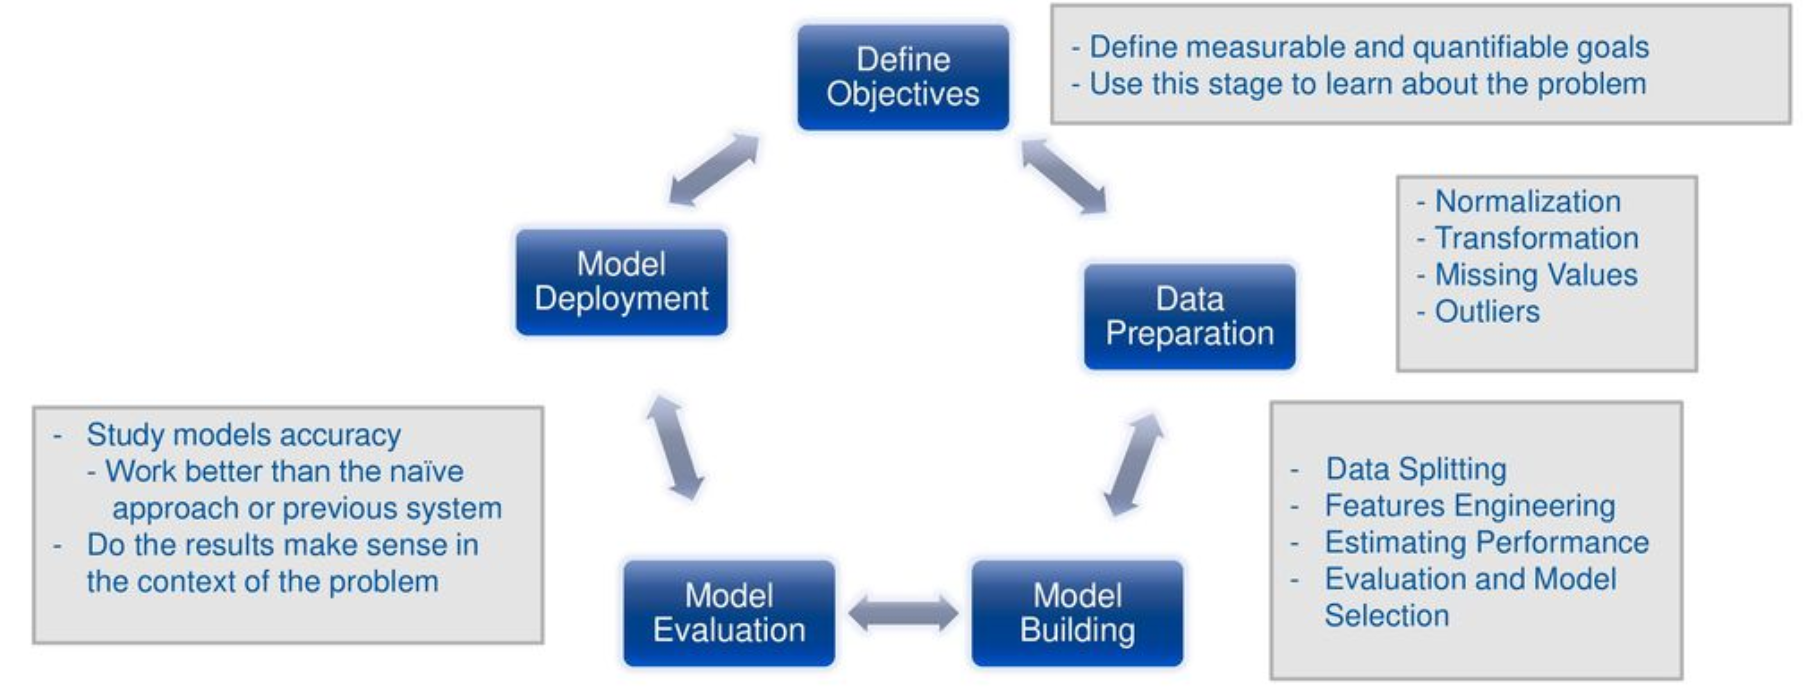 Define
Objectives
- Define measurable and quantifiable goals
- Use this stage to learn about the problem
Model
Deployment
Data
Preparation
- Normalization
- Transformation
- Missing Values
- Outliers
- Study models accuracy
- Work better than the naïve
approach or previous system
- Do the results make sense in
the context of the problem
- Data Splitting
- Features Engineering
- Estimating Performance
- Evaluation and Model
Selection
Model
Evaluation
Model
Building